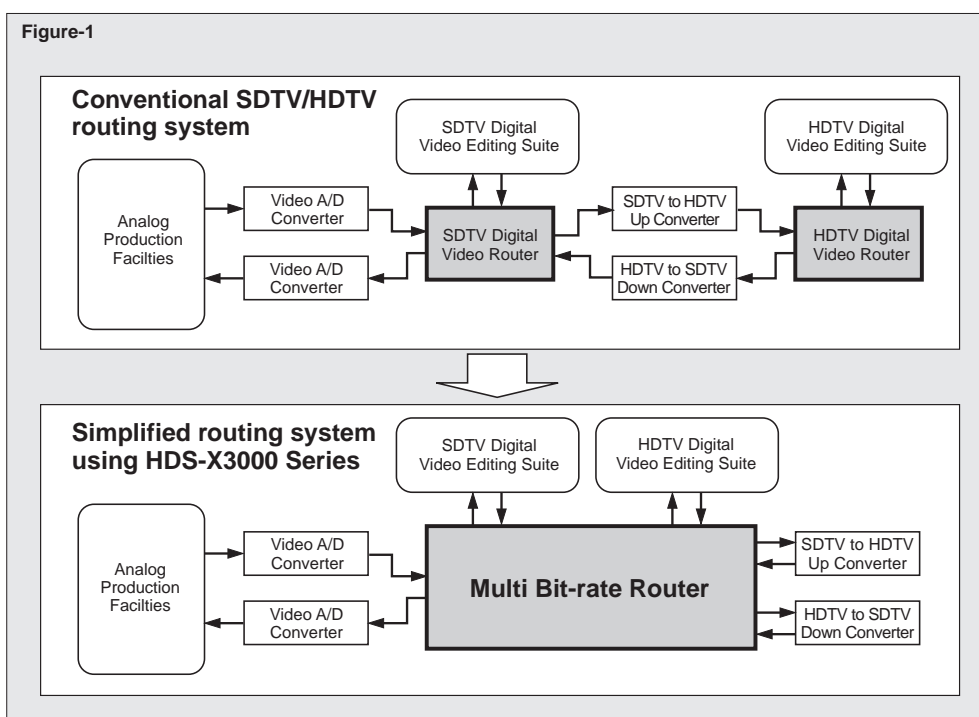 Figure-1
Conventional SDTV/HDTV
routing system
SDTV Digital
Video Editing Suite
HDTV Digital
Video Editing Suite
Analog
Production
Facilties
Video A/D
Converter
Video A/D
Converter
SDTV Digital
Video Router
SDTV to HDTV
Up Converter
HDTV to SDTV
Down Converter
HDTV Digital
Video Router
Simplified routing system
using HDS-X3000 Series
SDTV Digital
Video Editing Suite
HDTV Digital
Video Editing Suite
Analog
Production
Facilties
Video A/D
Converter
Video A/D
Converter
Multi Bit-rate Router
SDTV to HDTV
Up Converter
HDTV to SDTV
Down Converter